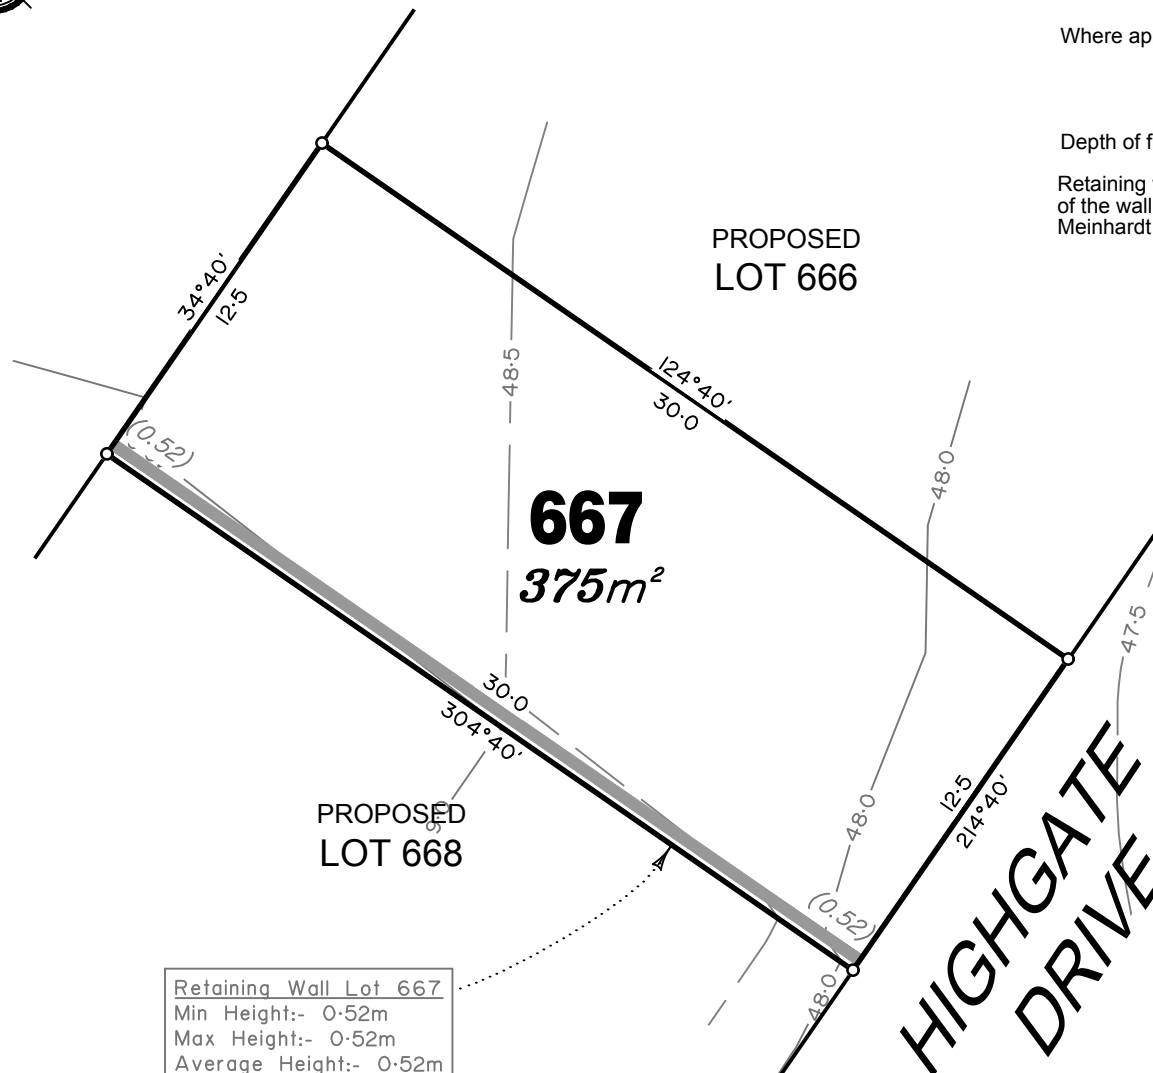 Where ap
Depth of f
Retaining
of the wall
Meinhardt
PROPOSED
LOT 666
34°40'
12·5
48·5
124°40'
30·0
(0.52)
48·0
667
375m²
47·5
30·0
304°40'
PROPOSED
LOT 668
48·0
12·5
214°40'
HIGHGATE
DRIVE
(0.52)
48·0
Retaining Wall Lot 667
Min Height:- 0·52m
Max Height:- 0·52m
Average Height:- 0·52m